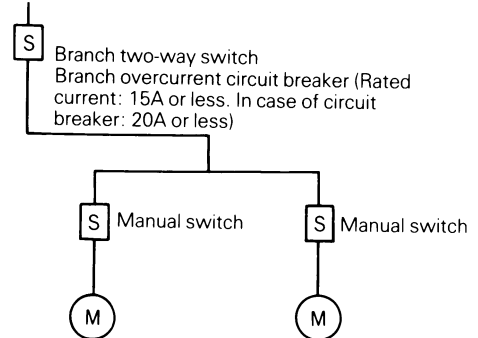 S
Branch two-way switch
Branch overcurrent circuit breaker (Rated
current: 15A or less. In case of circuit
breaker: 20A or less)
S Manual switch
S Manual switch
M
M